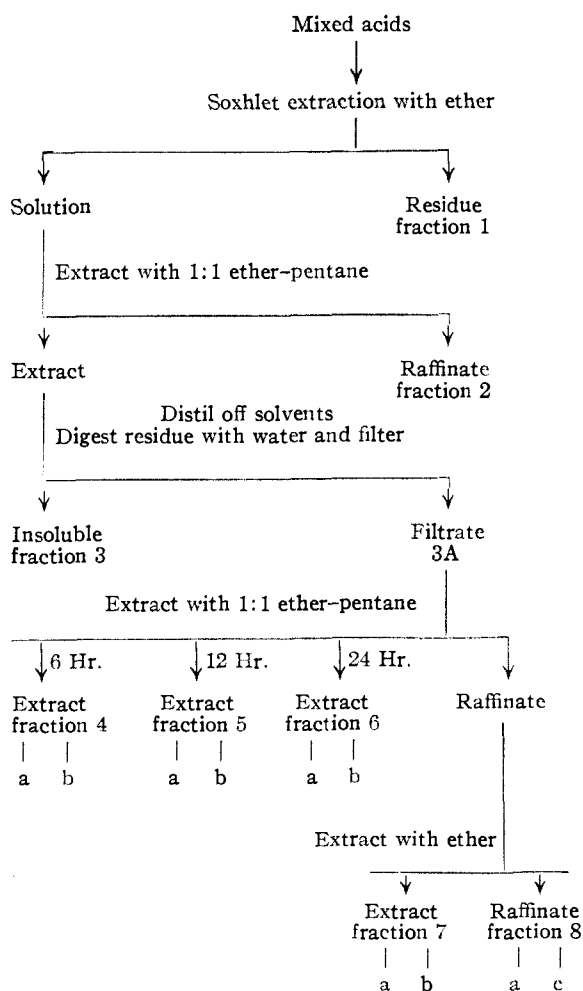 Mixed acids
Soxhlet extraction with ether
Solution
Residue
fraction 1
Extract with 1:1 ether-pentane
Extract
Raffinate
fraction 2
Distil off solvents
Digest residue with water and filter
Insoluble
fraction 3
Filtrate
3A
Extract with 1:1 ether-pentane
6 Hr.
12 Hr.
24 Hr.
Extract
fraction 4
Extract
fraction 5
Extract
fraction 6
Raffinate
a b
a b
a b
Extract with ether
Extract
fraction 7
Raffinate
fraction 8
a b
a c